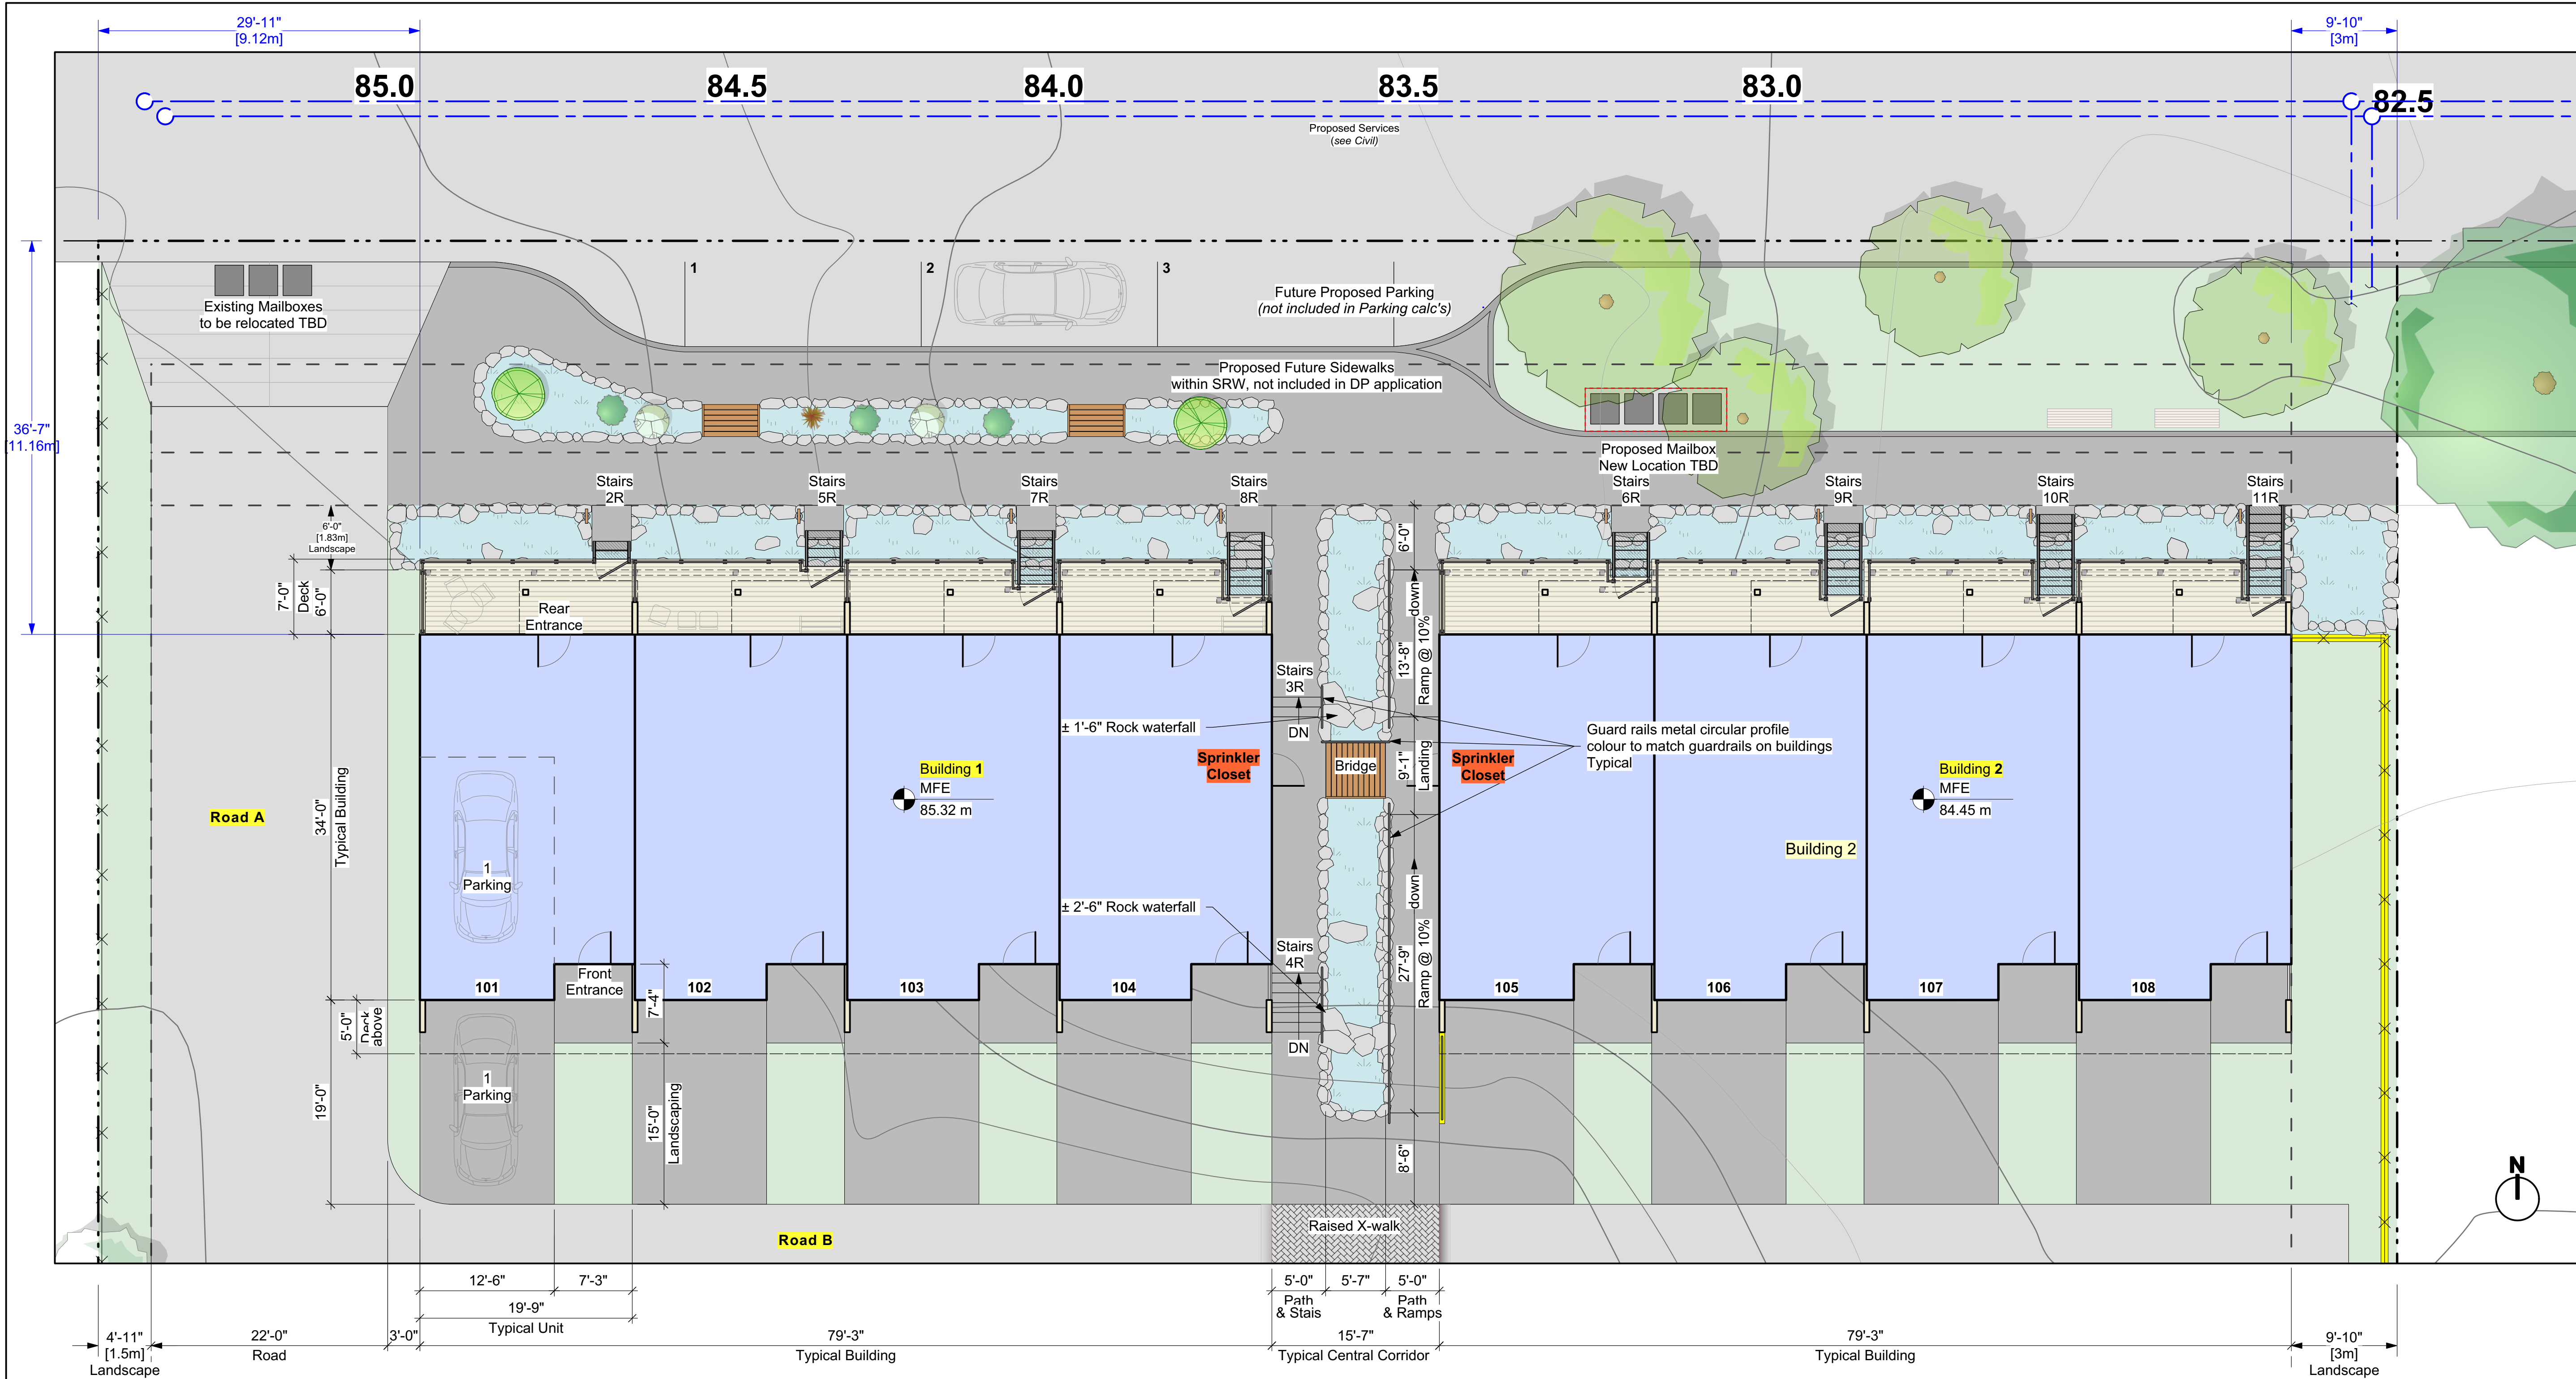 29'-11"
[9.12m]
9'-10"
[3m]
85.0
84.5
84.0
83.5
83.0
82.5
Proposed Services
(see Civil)
1
2
3
Existing Mailboxes
to be relocated TBD
Future Proposed Parking
(not included in Parking calc's)
Proposed Future Sidewalks
within SRW, not included in DP application
36'-7"
[11.16m]
Proposed Mailbox
New Location TBD
Stairs
2R
Stairs
5R
Stairs
7R
Stairs
8R
Stairs
6R
Stairs
9R
Stairs
10R
Stairs
11R
6'-0"
[1.83m]
Landscape
7'-0"
Deck
6'-0"
Rear
Entrance
6'-0"
13'-8"
Ramp @ 10%
down
Stairs
3R
DN
± 1'-6" Rock waterfall
Guard rails metal circular profile
colour to match guardrails on buildings
Typical
Sprinkler
Closet
Bridge
9'-1"
Landing
Sprinkler
Closet
Building 1
MFE
85.32 m
Building 2
MFE
84.45 m
Building 2
Road A
34'-0"
Typical Building
1
Parking
± 2'-6" Rock waterfall
down
27'-9"
Ramp @ 10%
Stairs
4R
DN
Front
Entrance
101
102
103
104
105
106
107
108
7'-4"
5'-0"
Deck
above
19'-0"
1
Parking
15'-0"
Landscaping
8'-6"
N
Raised X-walk
Road B
12'-6"
7'-3"
5'-0"
5'-7"
5'-0"
Path
& Stais
Path
& Ramps
19'-9"
Typical Unit
4'-11"
[1.5m]
Landscape
22'-0"
Road
3'-0"
79'-3"
Typical Building
15'-7"
Typical Central Corridor
79'-3"
Typical Building
9'-10"
[3m]
Landscape